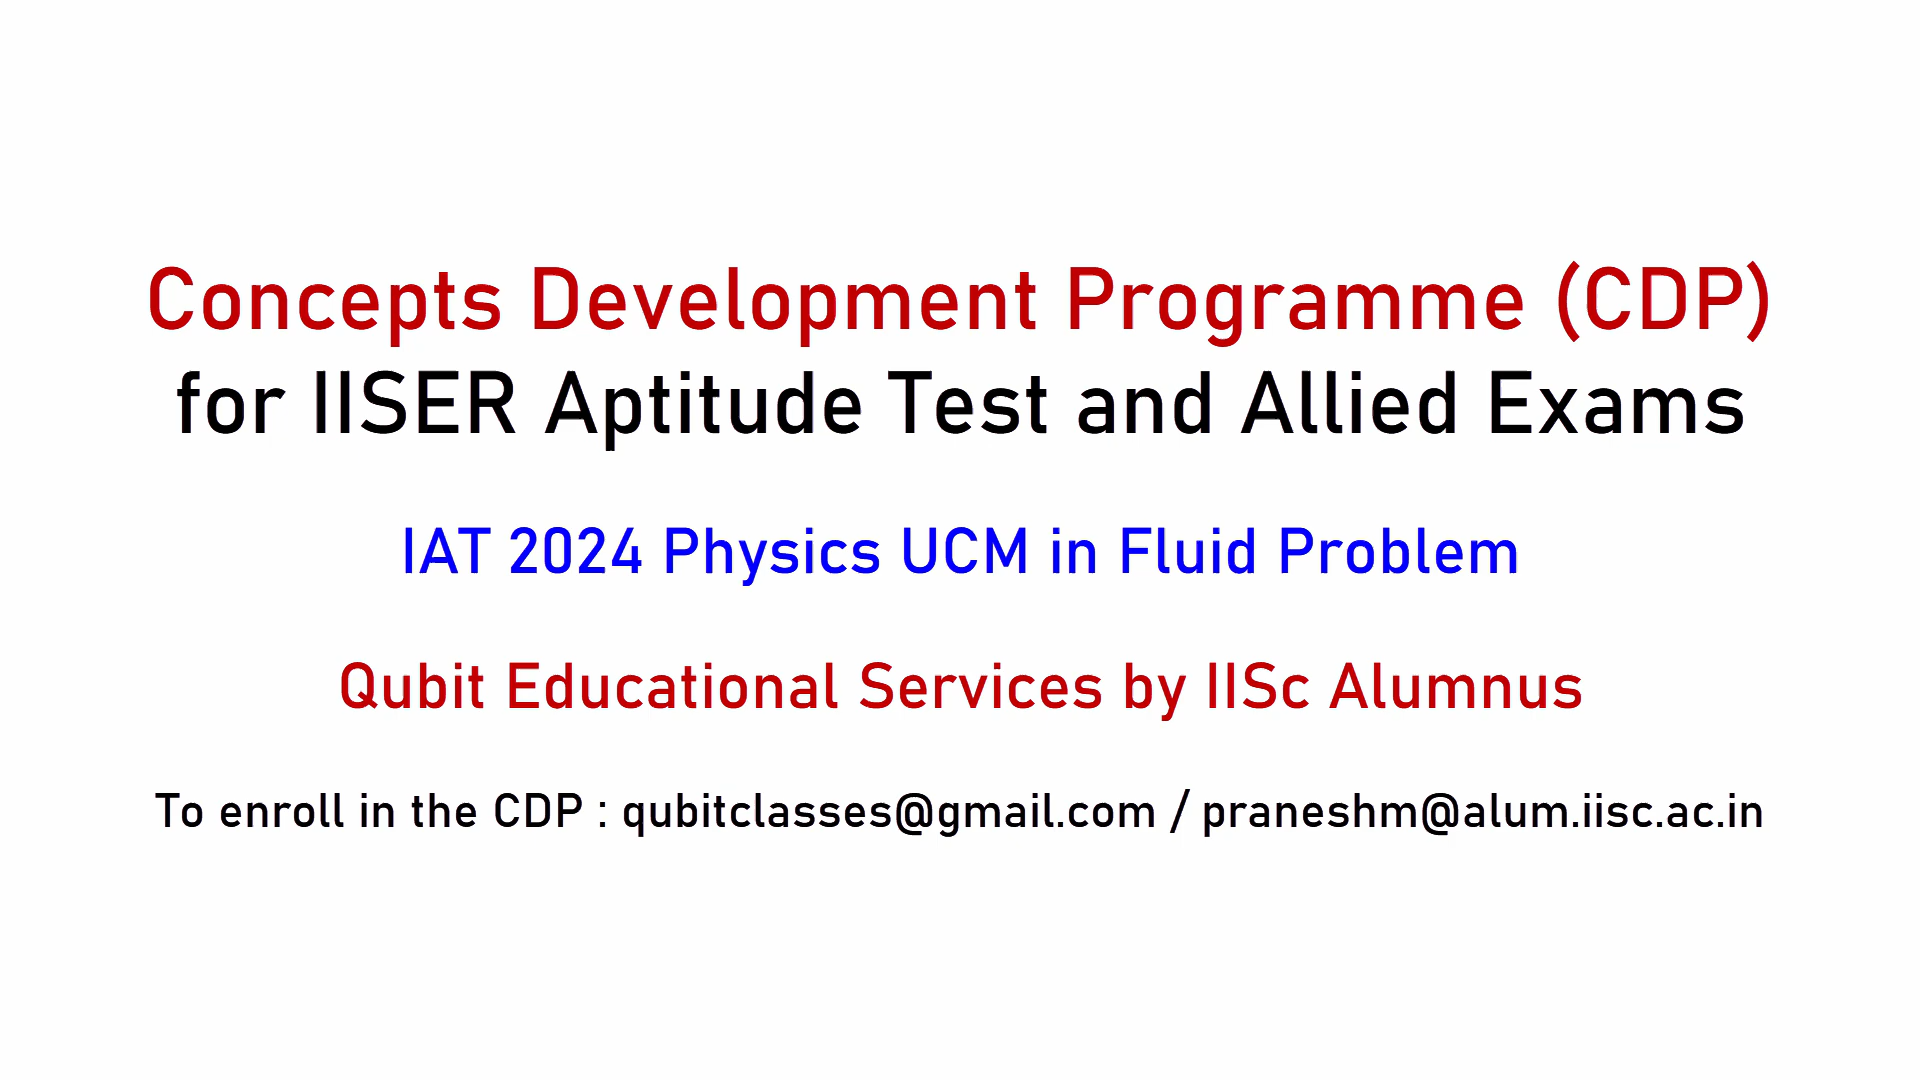 Concepts Development Programme (CDP)
for IISER Aptitude Test and Allied Exams
IAT 2024 Physics UCM in Fluid Problem
Qubit Educational Services by IISc Alumnus
To enroll in the CDP : qubitclasses@gmail.com / praneshm@alum.iisc.ac.in